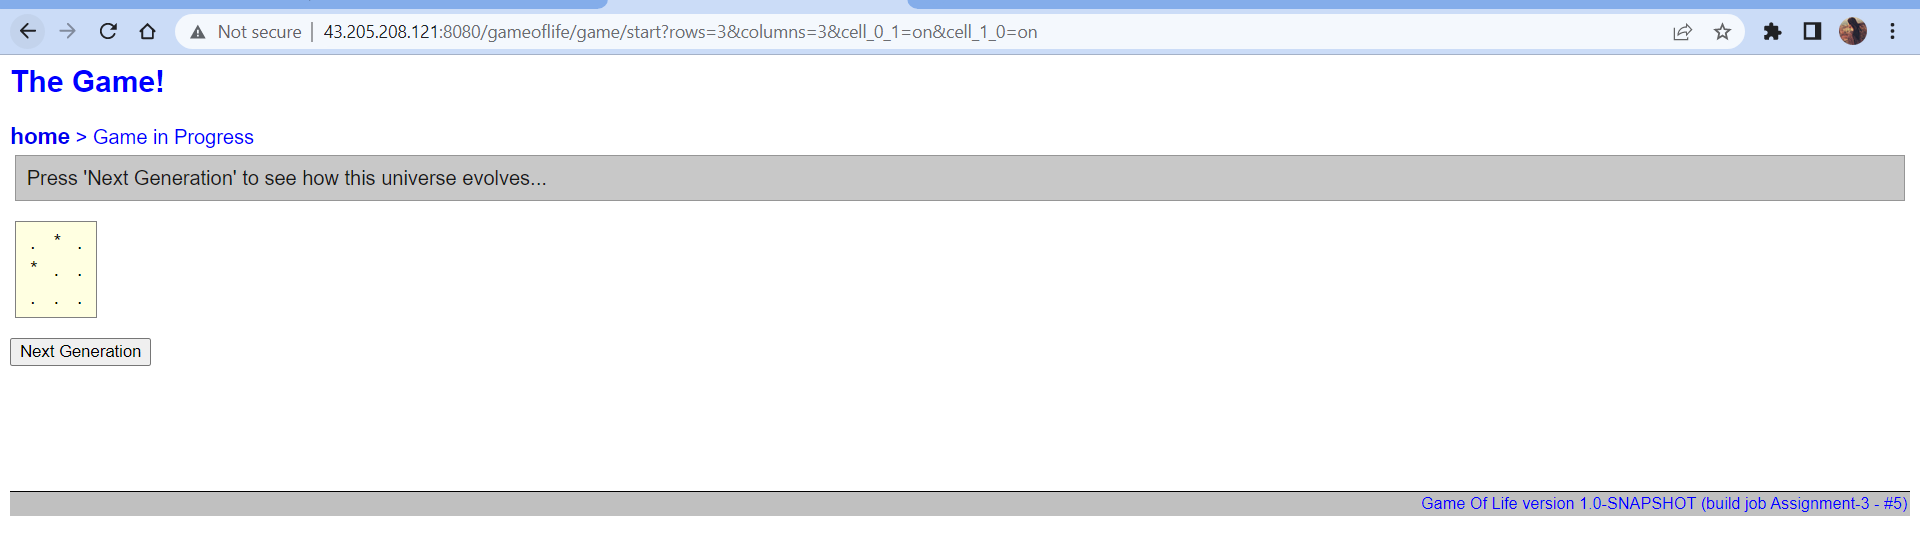 Not secure | 43.205.208.121:8080/gameoflife/game/start?rows=3&columns=3&cell_0_1=on&cell_1_0=on
The Game!
home > Game in Progress
Press 'Next Generation' to see how this universe evolves...
. * .
* . .
. . .
Next Generation
Game Of Life version 1.0-SNAPSHOT (build job Assignment-3 - #5)